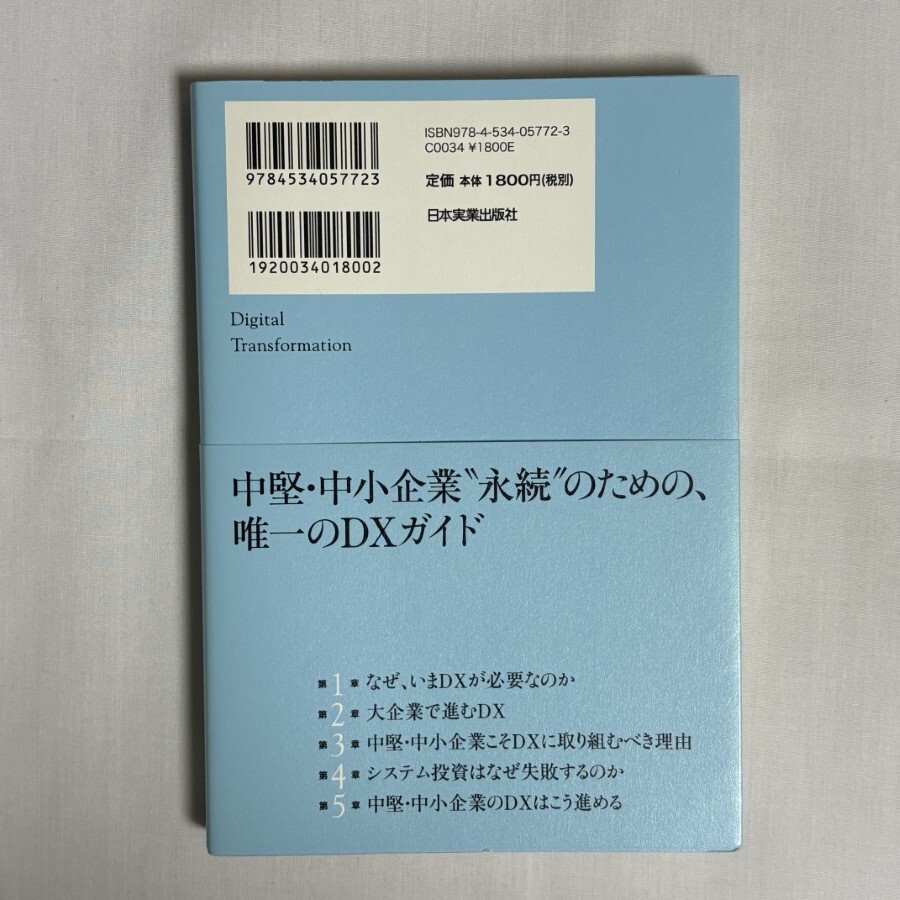 ISBN978-4-534-05772-3
C0034 ¥1800E
9784534057723
定価 本体1800円(税別)
日本実業出版社
1920034018002
Digital
Transformation
中堅・中小企業〝永続〟のための、
唯一のDXガイド
第1章 なぜ、いまDXが必要なのか
第2章 大企業で進むDX
第3章 中堅・中小企業こそDXに取り組むべき理由
第4章 システム投資はなぜ失敗するのか
第5章 中堅・中小企業のDXはこう進める